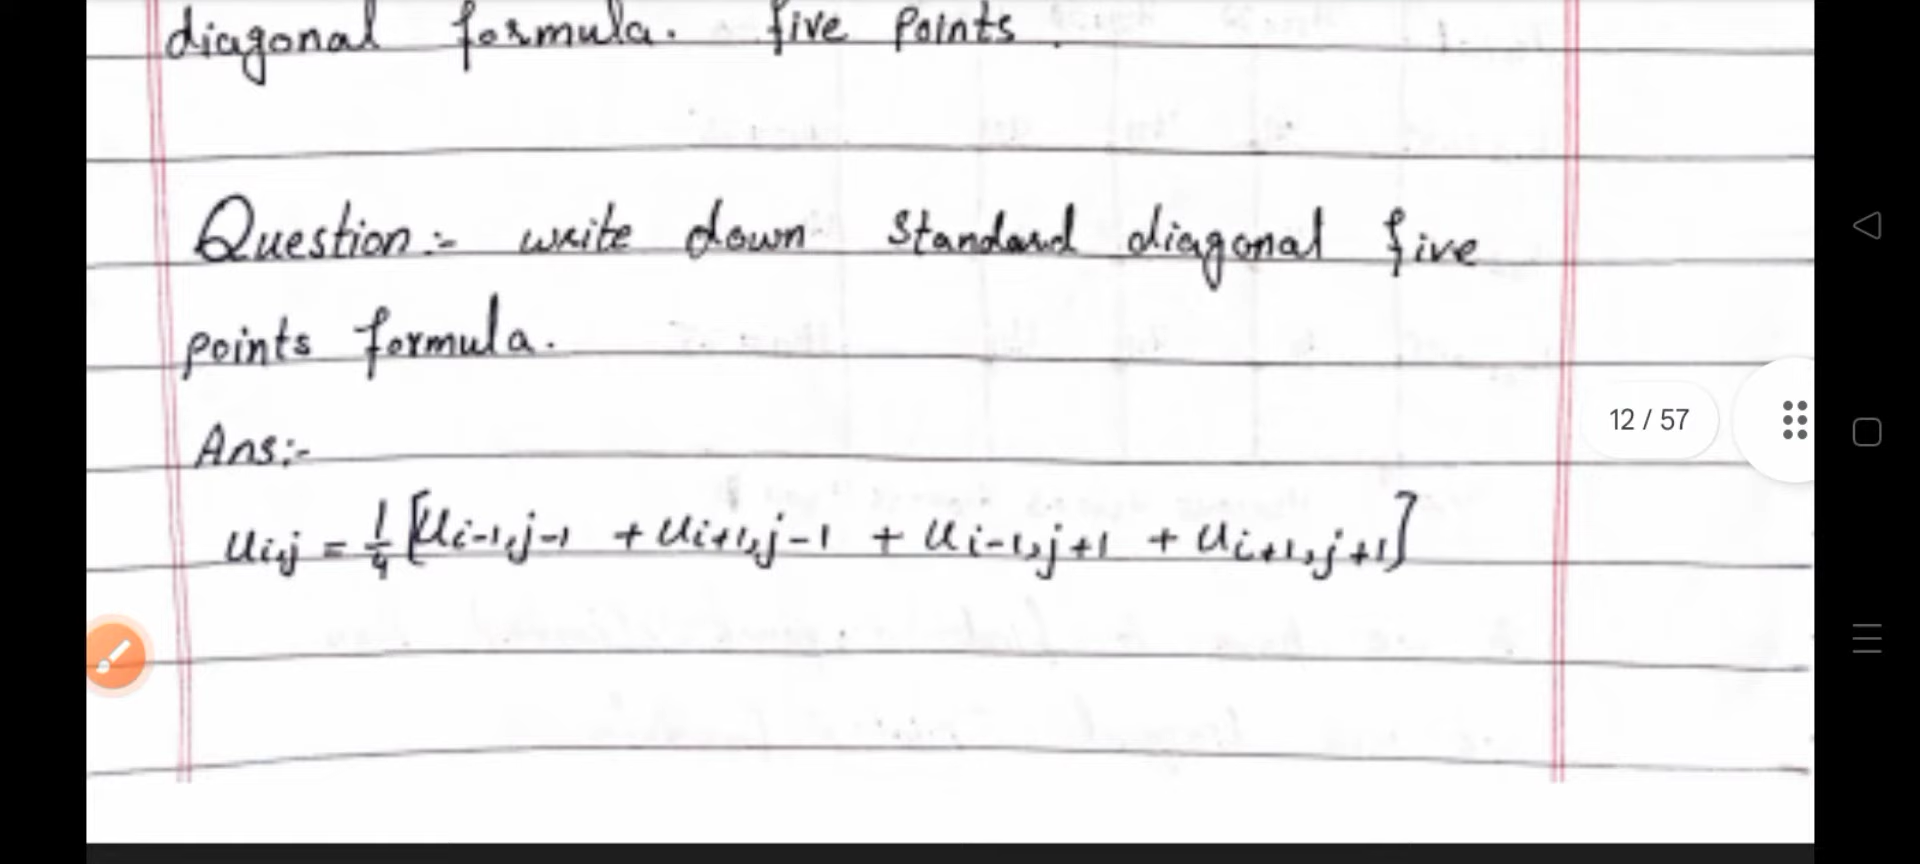 diagonal formula. five points.
Question:- write down standard diagonal five
points formula.
12 / 57
Ans:-
ui,j = 1/4 [ui-1,j-1 + ui+1,j-1 + ui-1,j+1 + ui+1,j+1]